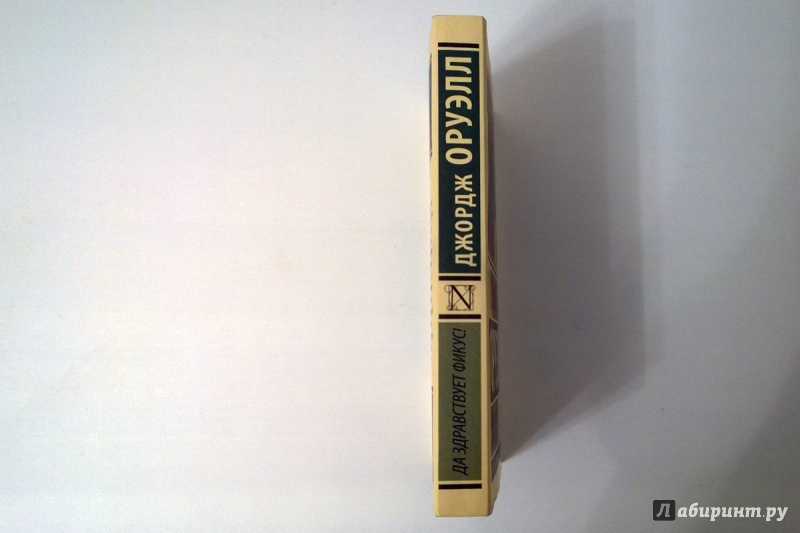 ДЖОРДЖ ОРУЭЛЛ
N
ДА ЗДРАВСТВУЕТ ФИКУС!
Лабиринт.ру